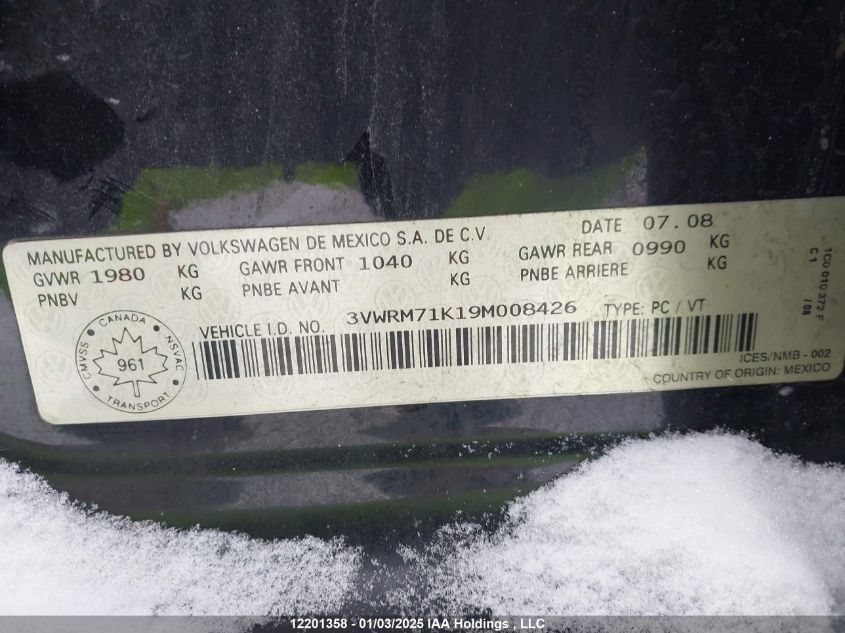 MANUFACTURED BY VOLKSWAGEN DE MEXICO S.A. DE C.V. DATE 07.08
GVWR 1980 KG GAWR FRONT 1040 KG GAWR REAR 0990 KG
PNBV KG PNBE AVANT KG PNBE ARRIERE KG
1C0 010 372 F
C1
/08
VEHICLE I.D. NO. 3VWRM71K19M008426 TYPE: PC / VT
CANADA
CMVSS 961 NSVAC
TRANSPORT
ICES/NMB - 002
COUNTRY OF ORIGIN: MEXICO
12201358 - 01/03/2025 IAA Holdings , LLC